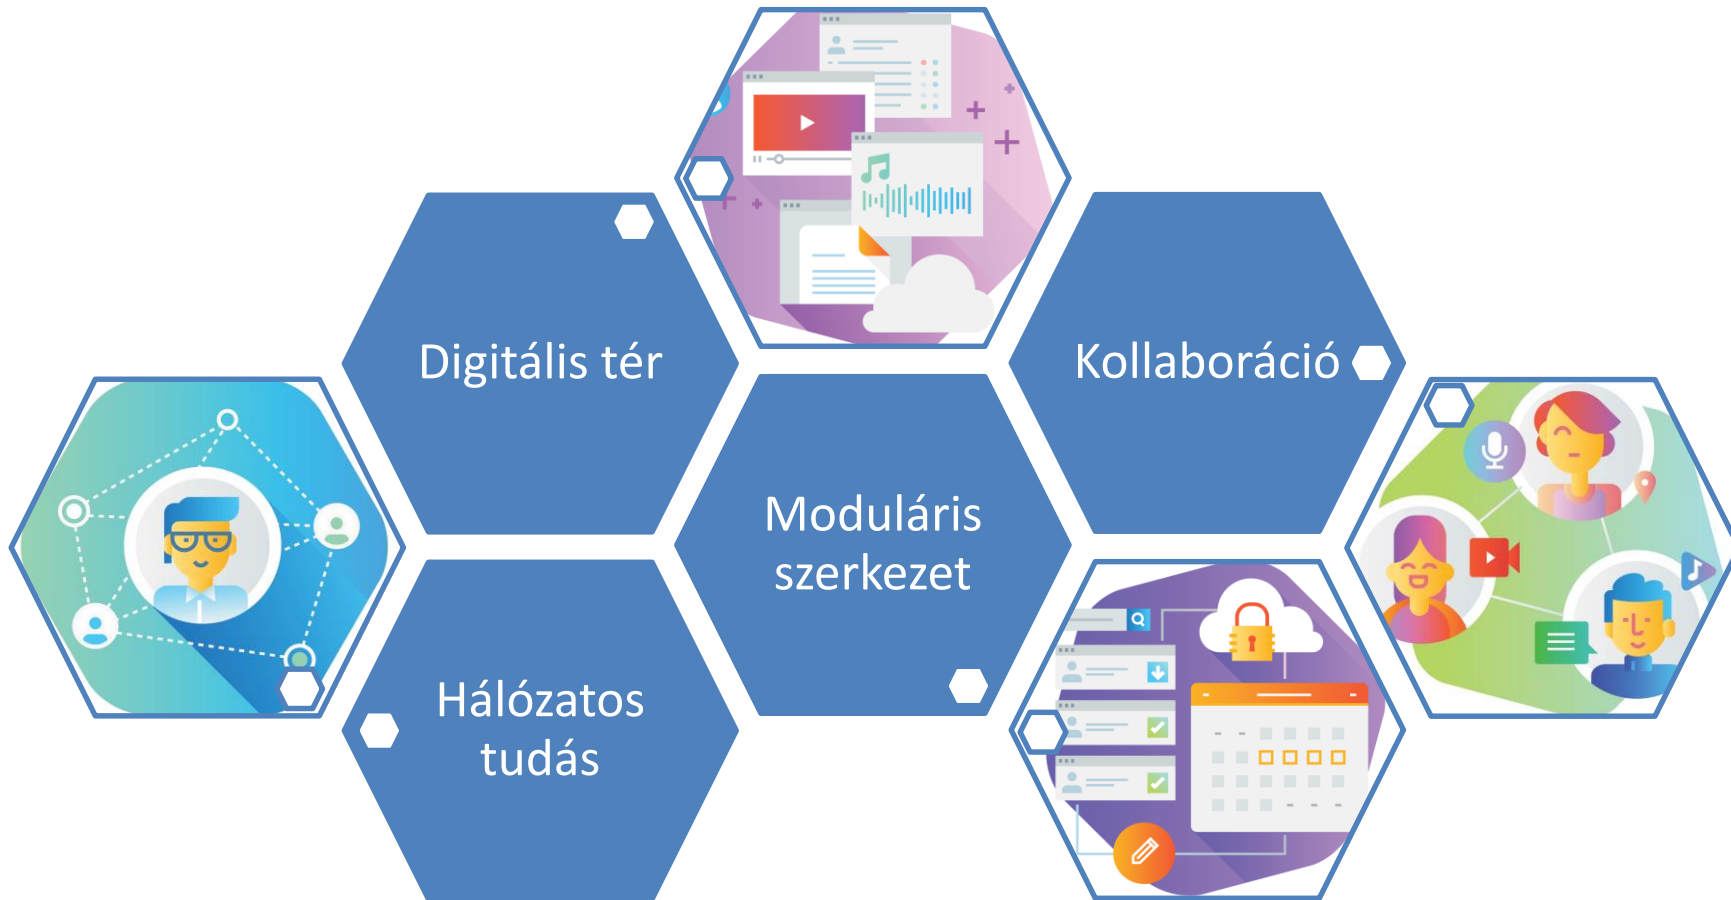 Digitális tér
Kollaboráció
Moduláris
szerkezet
Hálózatos
tudás